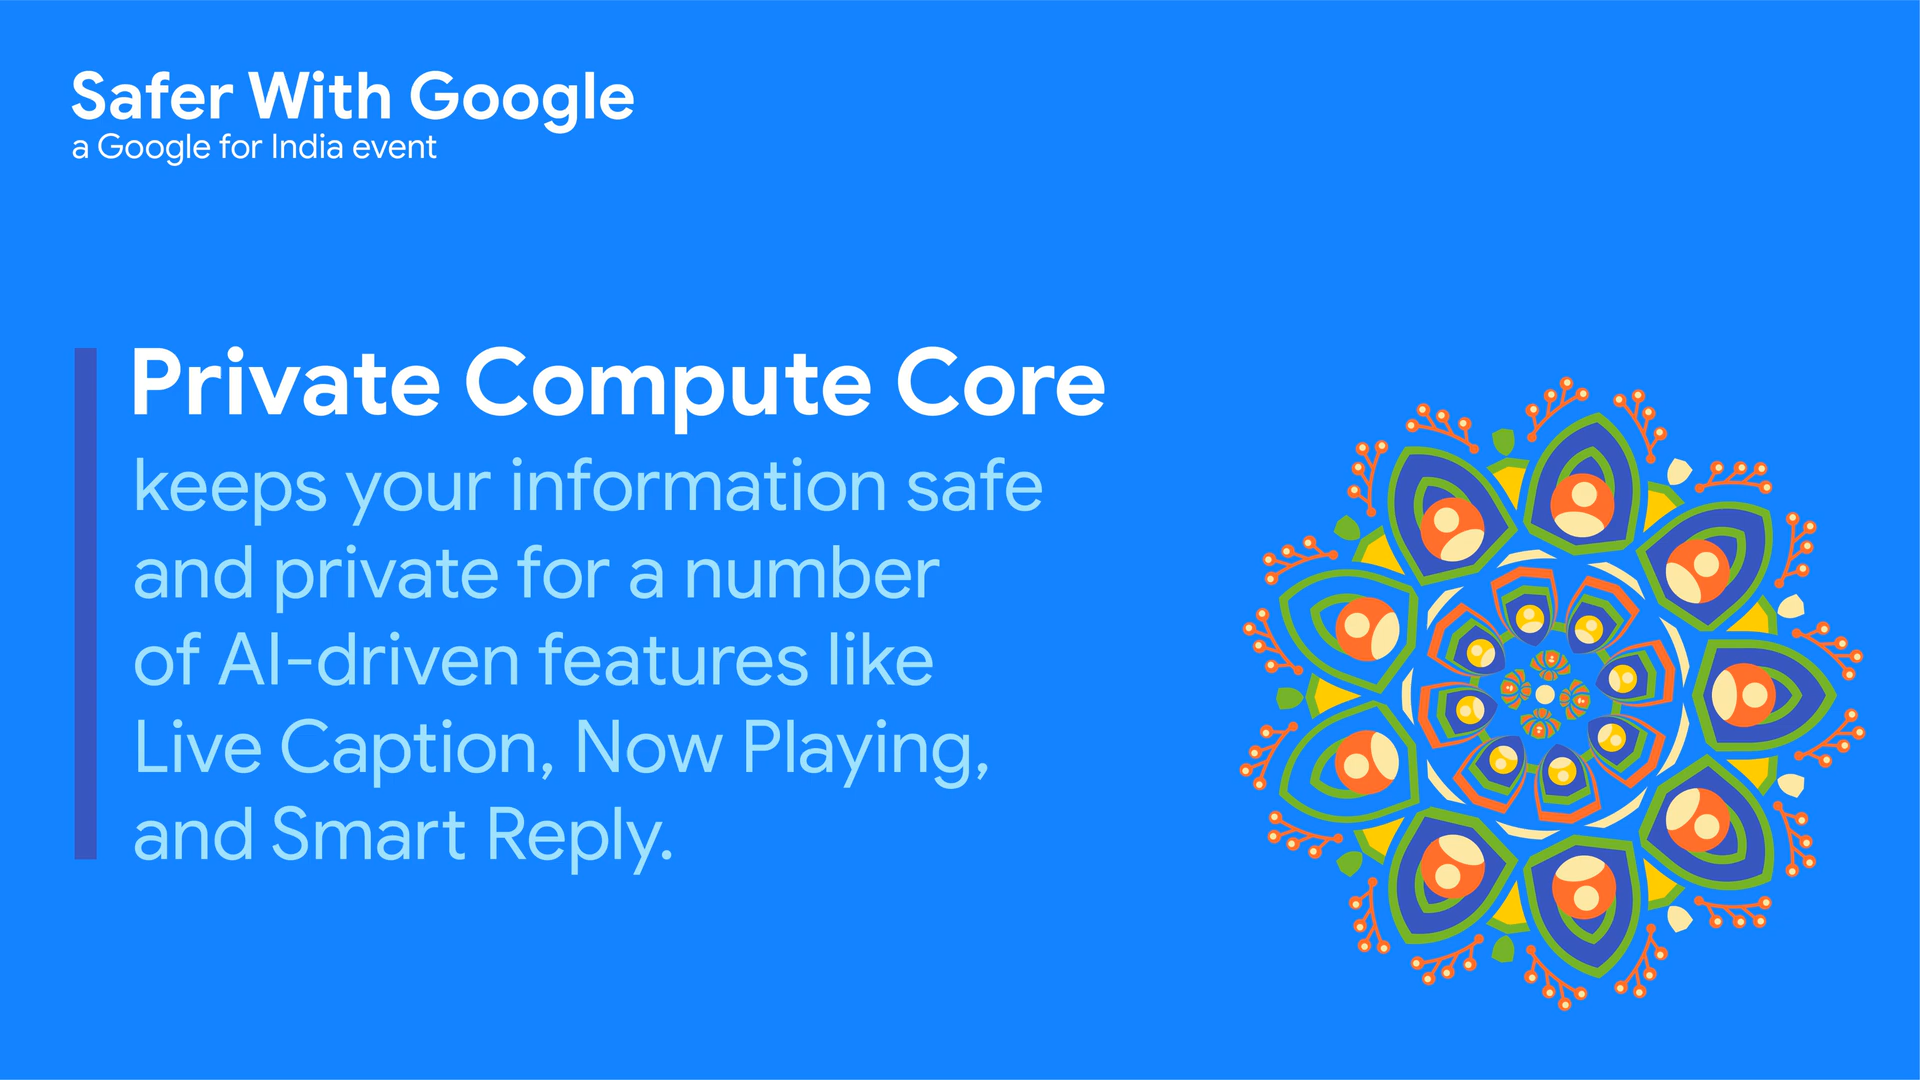 Safer With Google
a Google for India event
Private Compute Core
keeps your information safe
and private for a number
of AI-driven features like
Live Caption, Now Playing,
and Smart Reply.